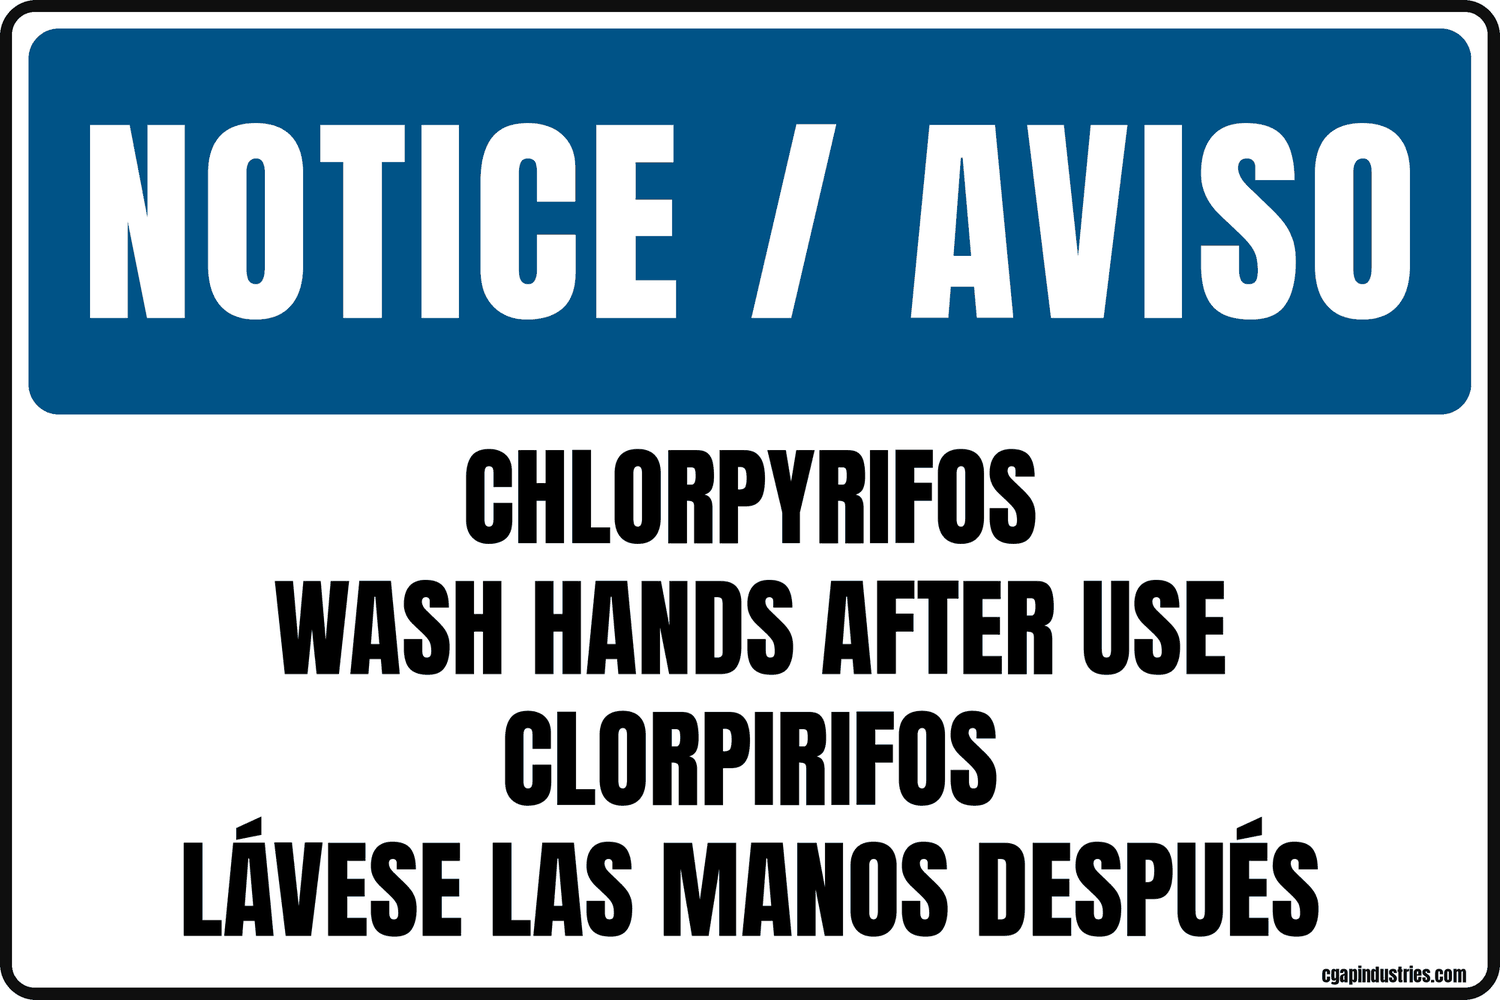 NOTICE / AVISO
CHLORPYRIFOS
WASH HANDS AFTER USE
CLORPIRIFOS
LÁVESE LAS MANOS DESPUÉS
cgapindustries.com